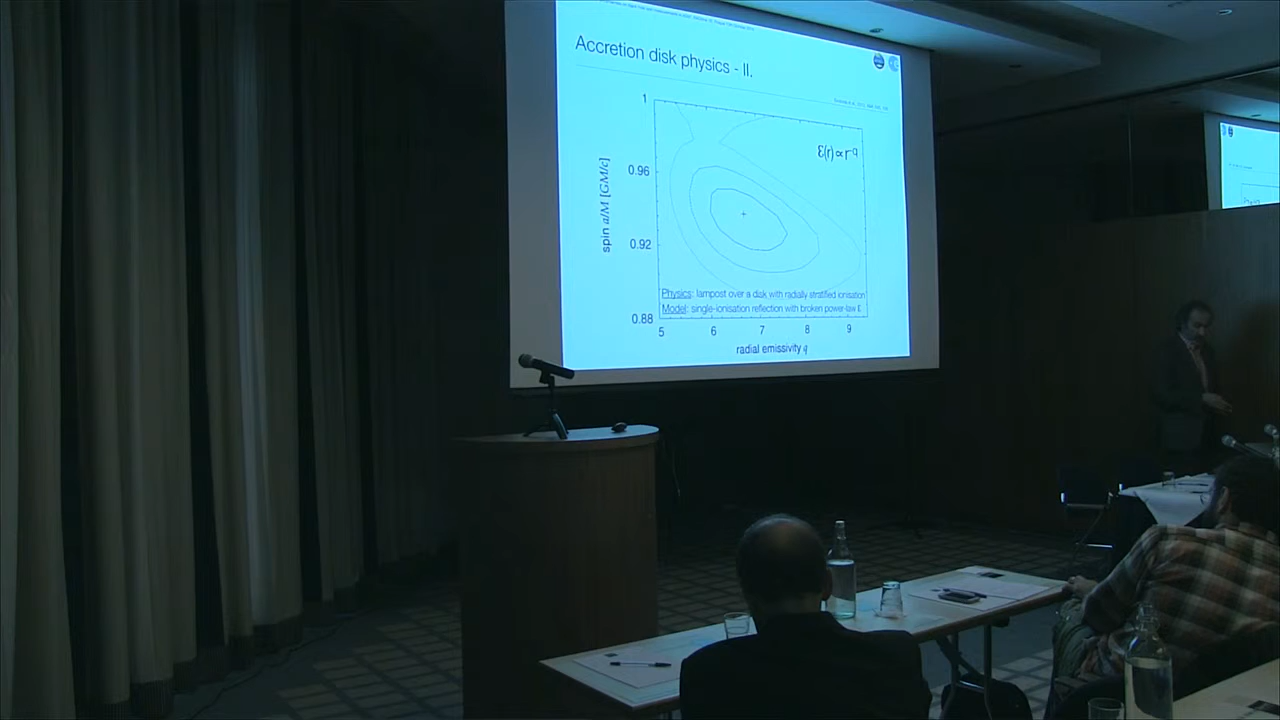 Accretion disk physics - II.
1
ε(r) ∝ r^-q
0.96
spin a/M [GM/c]
0.92
Physics: lampost over a disk with radially stratified ionisation
Model: single-ionisation reflection with broken power-law ε
0.88
5 6 7 8 9
radial emissivity q